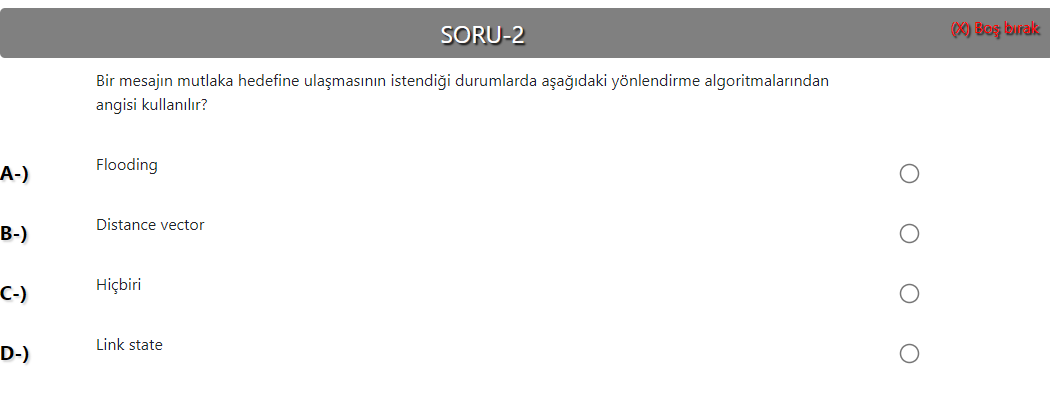 SORU-2
(X) Boş bırak
Bir mesajın mutlaka hedefine ulaşmasının istendiği durumlarda aşağıdaki yönlendirme algoritmalarından
angisi kullanılır?
A-) Flooding
B-) Distance vector
C-) Hiçbiri
D-) Link state